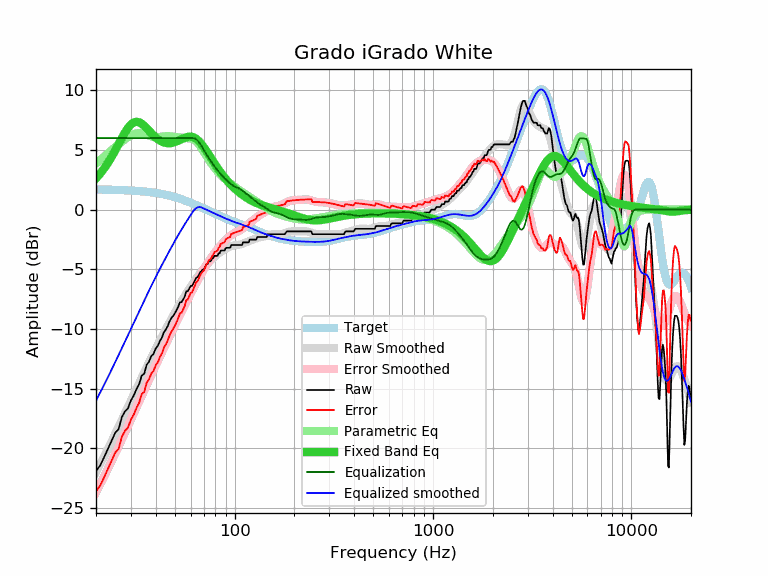 Grado iGrado White
Amplitude (dBr)
10
5
0
−5
−10
−15
−20
−25
Target
Raw Smoothed
Error Smoothed
Raw
Error
Parametric Eq
Fixed Band Eq
Equalization
Equalized smoothed
100
1000
10000
Frequency (Hz)